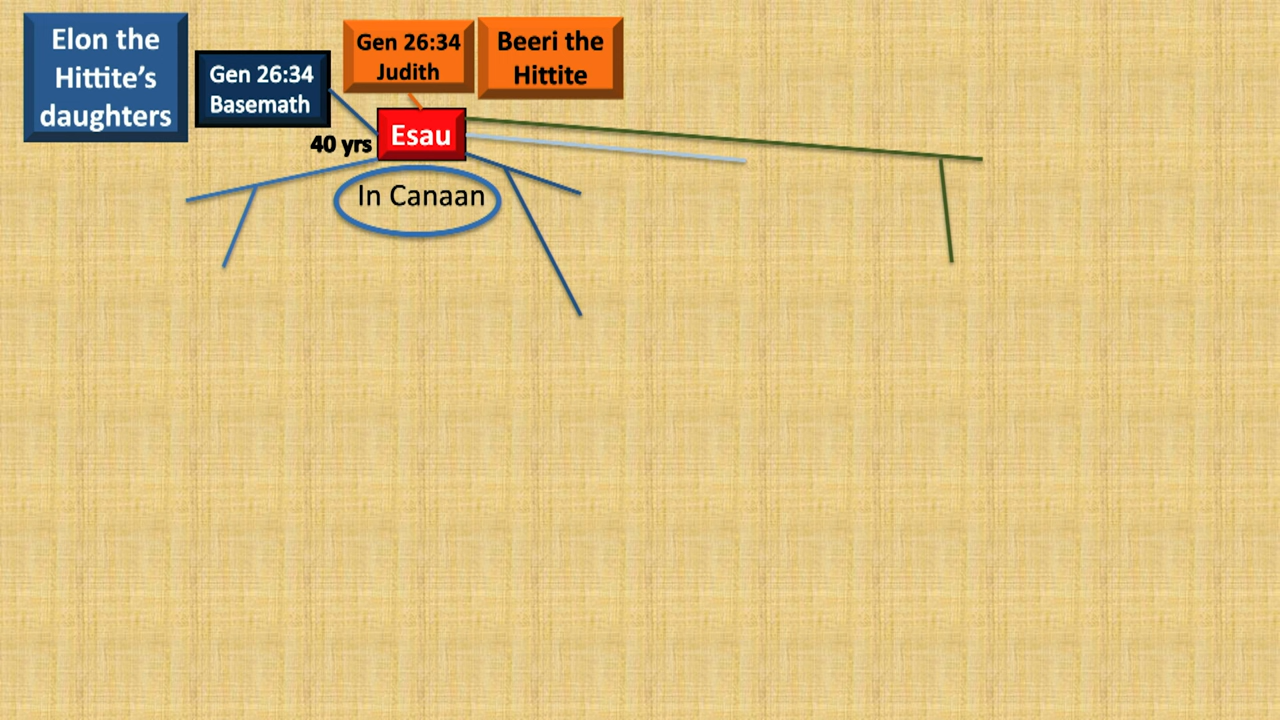 Elon the
Hittite’s
daughters
Gen 26:34
Basemath
Gen 26:34
Judith
Beeri the
Hittite
Esau
40 yrs
In Canaan